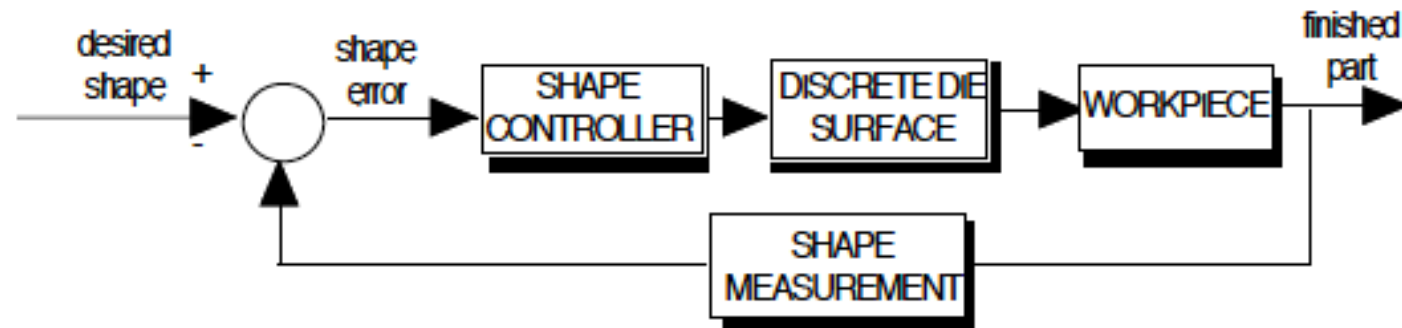 desired
shape
+
-
shape
error
SHAPE
CONTROLLER
DISCRETE DIE
SURFACE
WORKPIECE
finished
part
SHAPE
MEASUREMENT